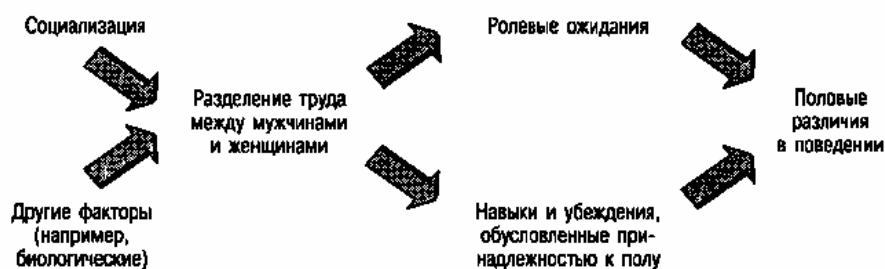 Социализация
Ролевые ожидания
Разделение труда
между мужчинами
и женщинами
Половые
различия
в поведении
Другие факторы
(например,
биологические)
Навыки и убеждения,
обусловленные при-
надлежностью к полу